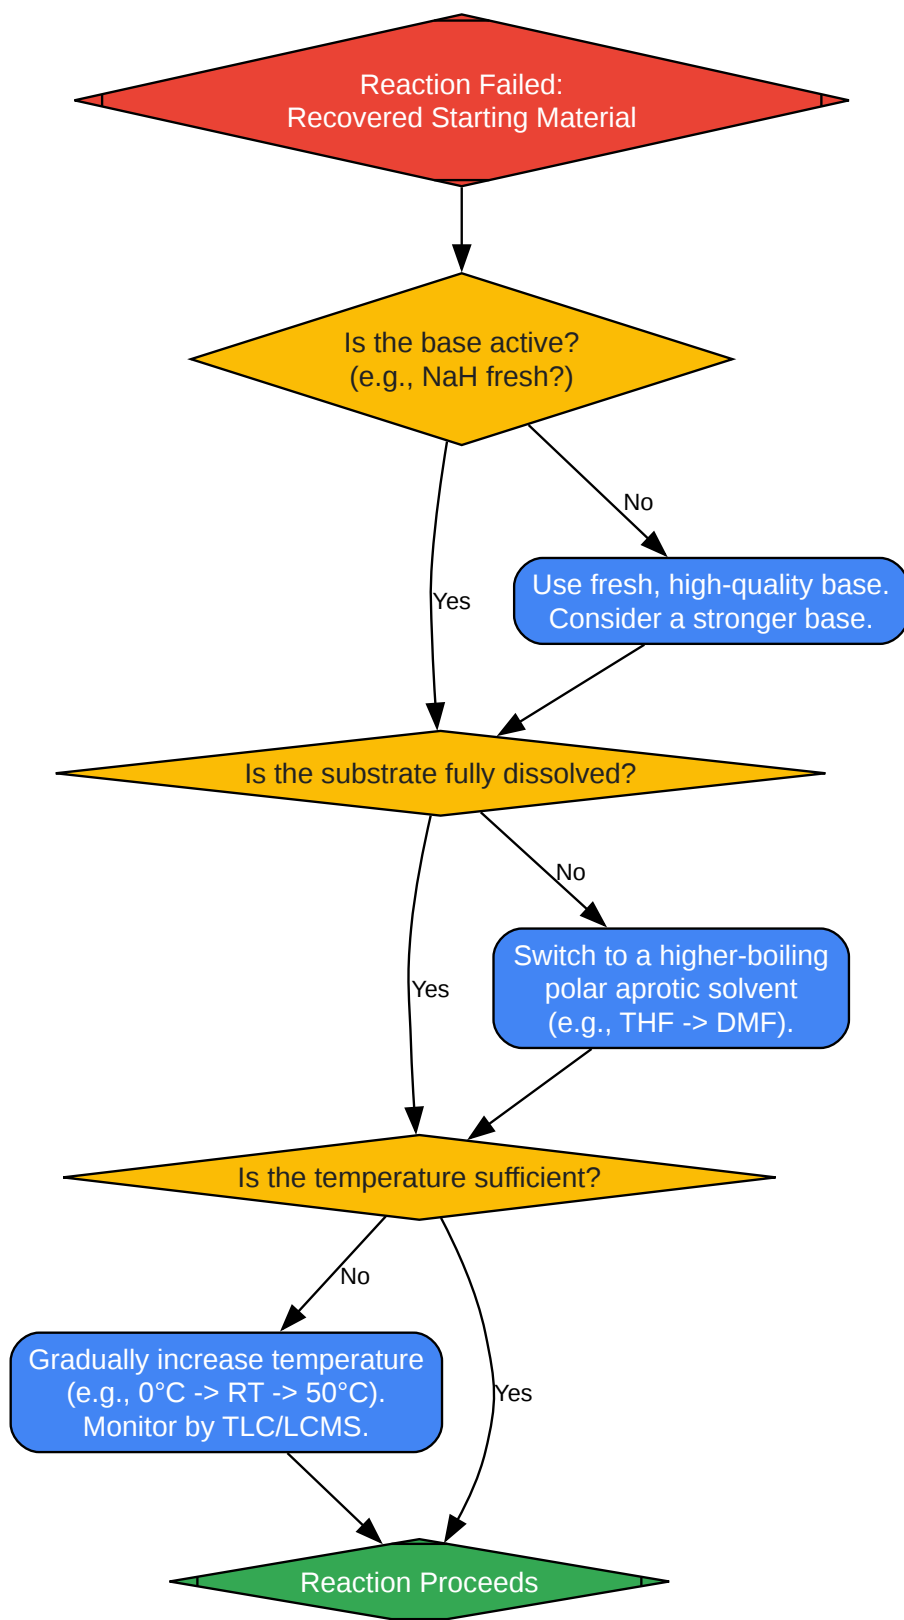 Reaction Failed:
Recovered Starting Material
Is the base active?
(e.g., NaH fresh?)
No
Use fresh, high-quality base.
Consider a stronger base.
Yes
Is the substrate fully dissolved?
No
Switch to a higher-boiling
polar aprotic solvent
(e.g., THF -> DMF).
Yes
Is the temperature sufficient?
No
Gradually increase temperature
(e.g., 0°C -> RT -> 50°C).
Monitor by TLC/LCMS.
Yes
Reaction Proceeds